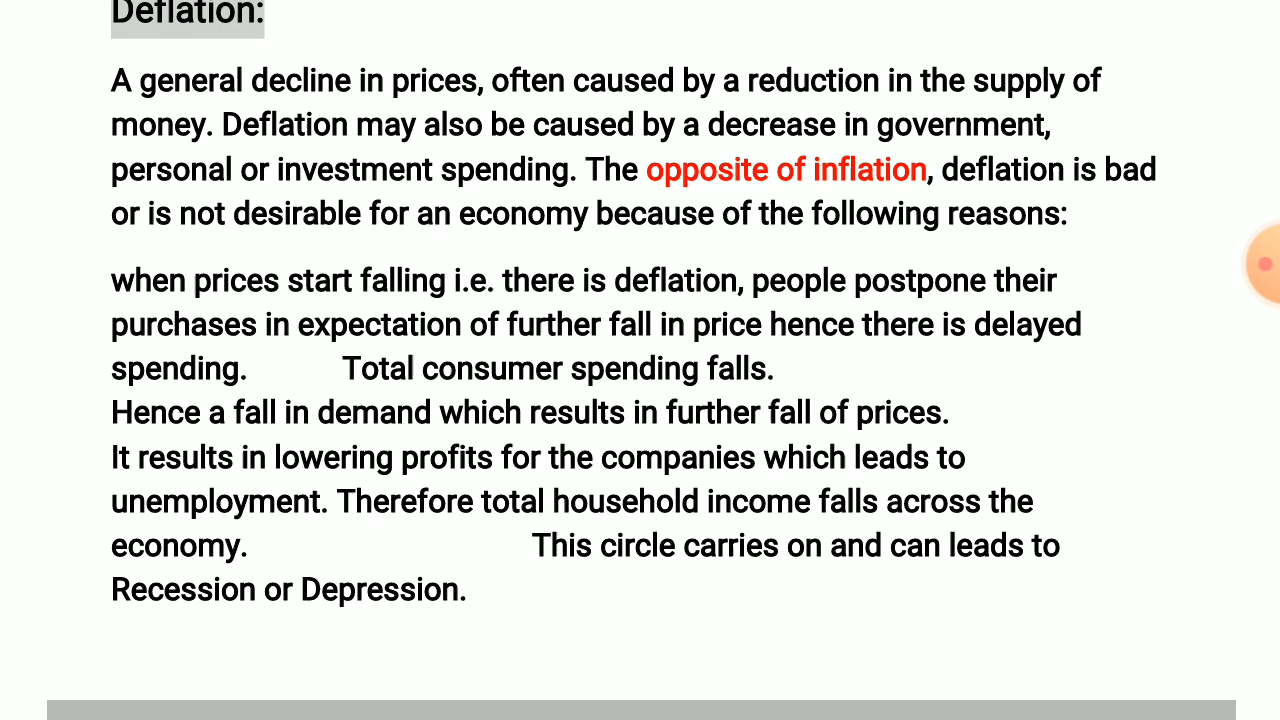 Deflation:
A general decline in prices, often caused by a reduction in the supply of
money. Deflation may also be caused by a decrease in government,
personal or investment spending. The opposite of inflation, deflation is bad
or is not desirable for an economy because of the following reasons:
when prices start falling i.e. there is deflation, people postpone their
purchases in expectation of further fall in price hence there is delayed
spending. Total consumer spending falls.
Hence a fall in demand which results in further fall of prices.
It results in lowering profits for the companies which leads to
unemployment. Therefore total household income falls across the
economy. This circle carries on and can leads to
Recession or Depression.